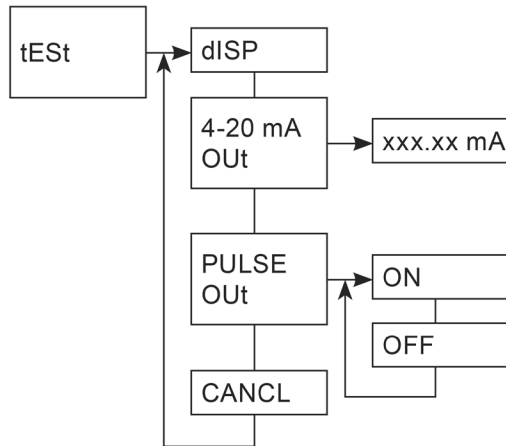 tESt
dISP
4-20 mA
OUt
xxx.xx mA
PULSE
OUt
ON
OFF
CANCL